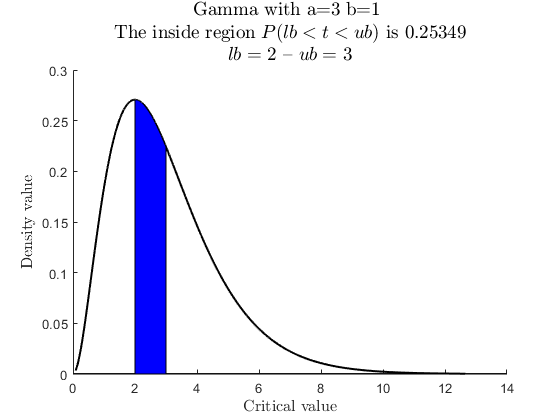 Gamma with a=3 b=1
The inside region P(lb < t < ub) is 0.25349
lb = 2 – ub = 3
0.3
0.25
0.2
0.15
0.1
0.05
0
Density value
0 2 4 6 8 10 12 14
Critical value